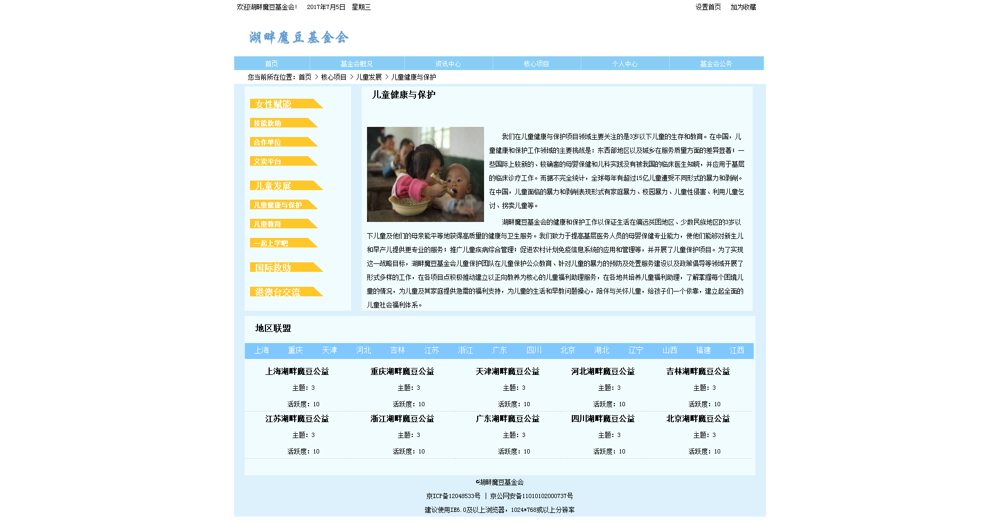 欢迎湖畔魔豆基金会! 2017年7月5日 星期三 设置首页 加为收藏
湖畔魔豆基金会
首页 基金会概况 资讯中心 核心项目 个人中心 基金会公务
您当前所在位置：首页 > 核心项目 > 儿童发展 > 儿童健康与保护
女性赋能
技能救助
合作单位
义卖平台
儿童发展
儿童健康与保护
儿童教育
一起上学吧
国际救助
港澳台交流
儿童健康与保护
我们在儿童健康与保护项目领域主要关注的是3岁以下儿童的生存和教育。在中国，儿
童健康和保护工作领域的主要挑战是：东西部地区以及城乡在服务质量方面的差异显著；一
些国际上较新的、较确凿的母婴保健和儿科实践没有被我国的临床医生知晓，并应用于基层
的临床诊疗工作。而据不完全统计，全球每年有超过15亿儿童遭受不同形式的暴力和剥削。
在中国，儿童面临的暴力和剥削表现形式有家庭暴力、校园暴力、儿童性侵害、利用儿童乞
讨、拐卖儿童等。
湖畔魔豆基金会的健康和保护工作以保证生活在偏远贫困地区、少数民族地区的3岁以
下儿童及他们的母亲能平等地获得高质量的健康与卫生服务。我们致力于提高基层医务人员的母婴保健专业能力，使他们能够对新生儿
和早产儿提供更专业的服务；推广儿童疾病综合管理；促进农村计划免疫信息系统的应用和管理等，并开展了儿童保护项目。为了实现
这一战略目标，湖畔魔豆基金会儿童保护团队在儿童保护公众教育、针对儿童的暴力的预防及处置服务建设以及政策倡导等领域开展了
形式多样的工作，在各项目点积极推动建立以正向教养为核心的儿童福利助理服务，在各地共培养儿童福利助理，了解掌握每个困境儿
童的情况，为儿童及其家庭提供急需的福利支持，为儿童的生活和早教问题操心，陪伴与关怀儿童，给孩子们一个依靠，建立起全面的
儿童社会福利体系。
地区联盟
上海 重庆 天津 河北 吉林 江苏 浙江 广东 四川 北京 湖北 辽宁 山西 福建 江西
上海湖畔魔豆公益 重庆湖畔魔豆公益 天津湖畔魔豆公益 河北湖畔魔豆公益 吉林湖畔魔豆公益
主题：3 主题：3 主题：3 主题：3 主题：3
活跃度：10 活跃度：10 活跃度：10 活跃度：10 活跃度：10
江苏湖畔魔豆公益 浙江湖畔魔豆公益 广东湖畔魔豆公益 四川湖畔魔豆公益 北京湖畔魔豆公益
主题：3 主题：3 主题：3 主题：3 主题：3
活跃度：10 活跃度：10 活跃度：10 活跃度：10 活跃度：10
©湖畔魔豆基金会
京ICP备12048533号 | 京公网安备11010102000737号
建议使用IE6.0及以上浏览器，1024*768或以上分辨率